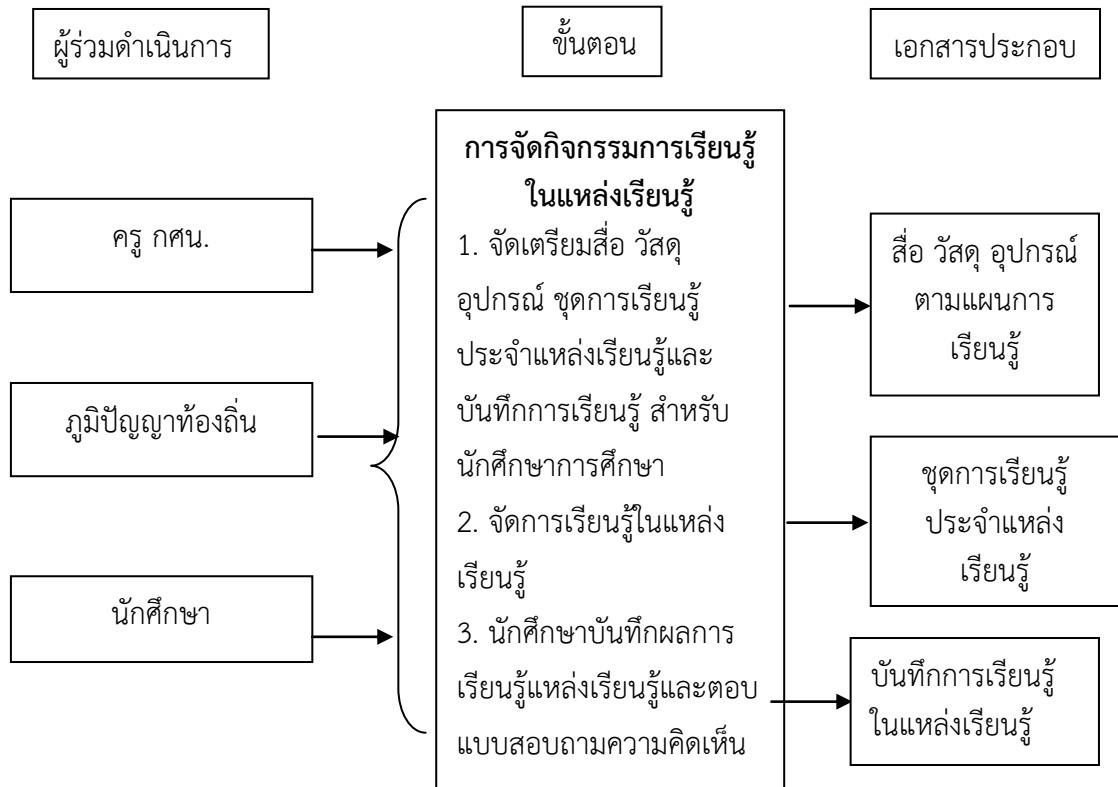 ผู้ร่วมดำเนินการ
ขั้นตอน
เอกสารประกอบ
ครู กศน.
ภูมิปัญญาท้องถิ่น
นักศึกษา
การจัดกิจกรรมการเรียนรู้
ในแหล่งเรียนรู้
1. จัดเตรียมสื่อ วัสดุ
อุปกรณ์ ชุดการเรียนรู้
ประจำแหล่งเรียนรู้และ
บันทึกการเรียนรู้ สำหรับ
นักศึกษาการศึกษา
2. จัดการเรียนรู้ในแหล่ง
เรียนรู้
3. นักศึกษาบันทึกผลการ
เรียนรู้แหล่งเรียนรู้และตอบ
แบบสอบถามความคิดเห็น
สื่อ วัสดุ อุปกรณ์
ตามแผนการ
เรียนรู้
ชุดการเรียนรู้
ประจำแหล่ง
เรียนรู้
บันทึกการเรียนรู้
ในแหล่งเรียนรู้